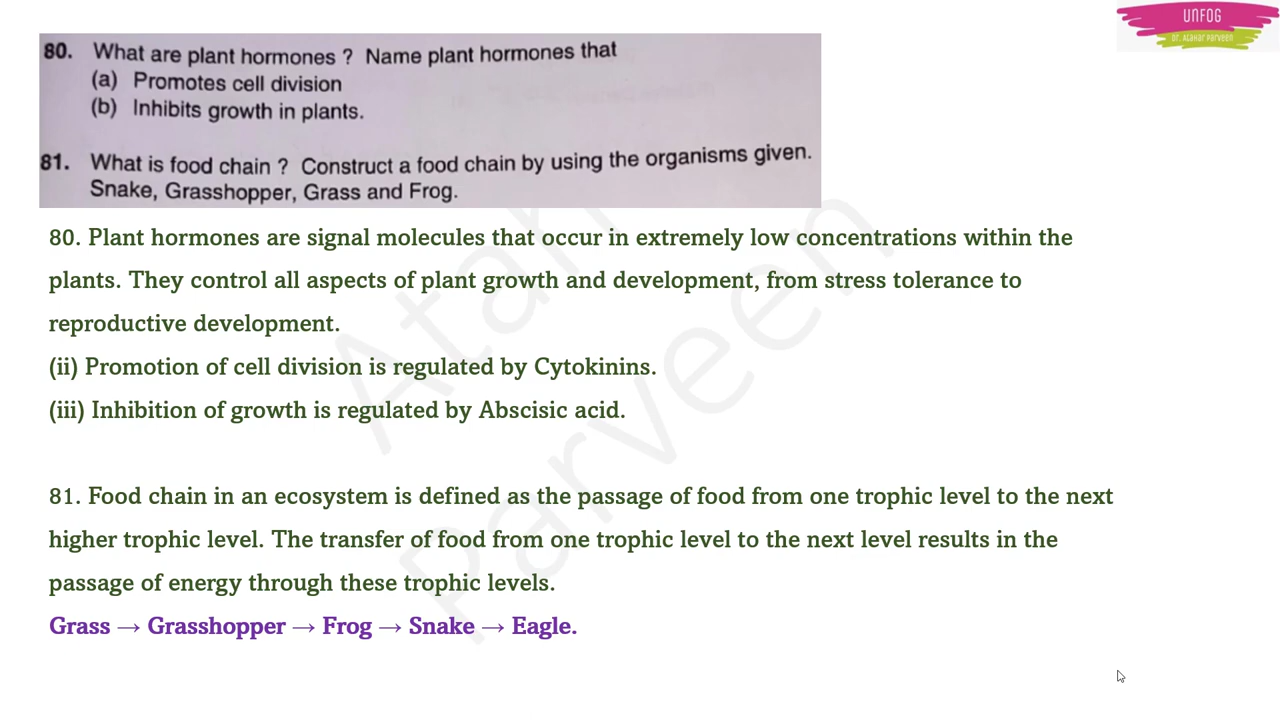 UNFOG
Dr. Atahar Parveen
80. What are plant hormones ? Name plant hormones that
(a) Promotes cell division
(b) Inhibits growth in plants.
81. What is food chain ? Construct a food chain by using the organisms given.
Snake, Grasshopper, Grass and Frog.
80. Plant hormones are signal molecules that occur in extremely low concentrations within the
plants. They control all aspects of plant growth and development, from stress tolerance to
reproductive development.
(ii) Promotion of cell division is regulated by Cytokinins.
(iii) Inhibition of growth is regulated by Abscisic acid.
81. Food chain in an ecosystem is defined as the passage of food from one trophic level to the next
higher trophic level. The transfer of food from one trophic level to the next level results in the
passage of energy through these trophic levels.
Grass → Grasshopper → Frog → Snake → Eagle.